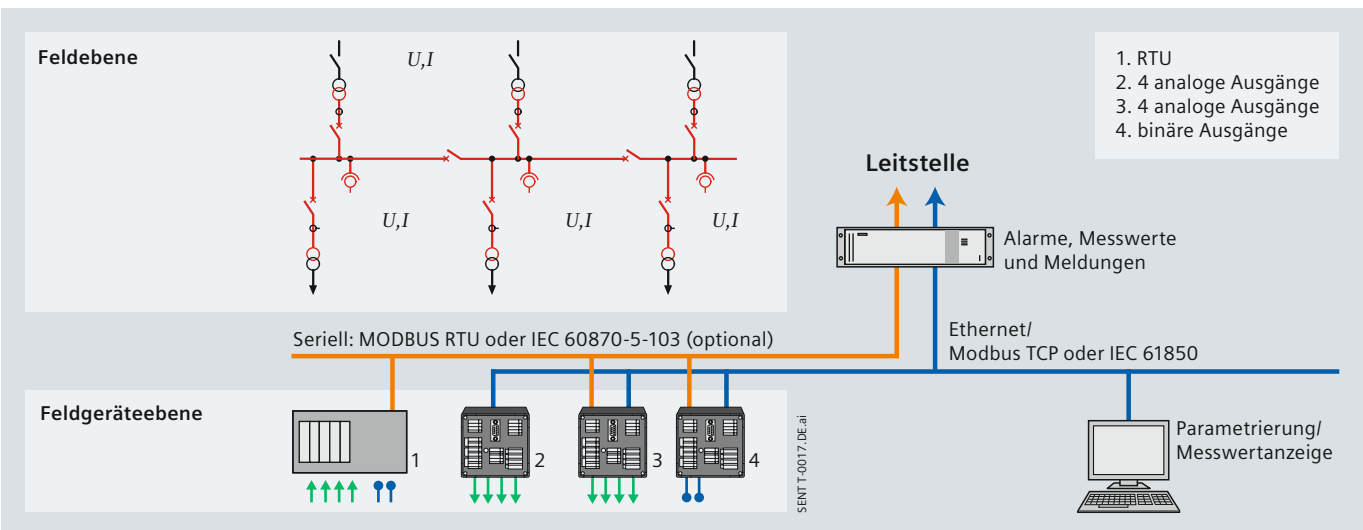 Feldebene
U,I
1. RTU
2. 4 analoge Ausgänge
3. 4 analoge Ausgänge
4. binäre Ausgänge
Leitstelle
U,I
U,I
U,I
Alarme, Messwerte
und Meldungen
Seriell: MODBUS RTU oder IEC 60870-5-103 (optional)
Ethernet/
Modbus TCP oder IEC 61850
Feldgeräteebene
1
2
3
4
SENT T-0017.DE.ai
Parametrierung/
Messwertanzeige